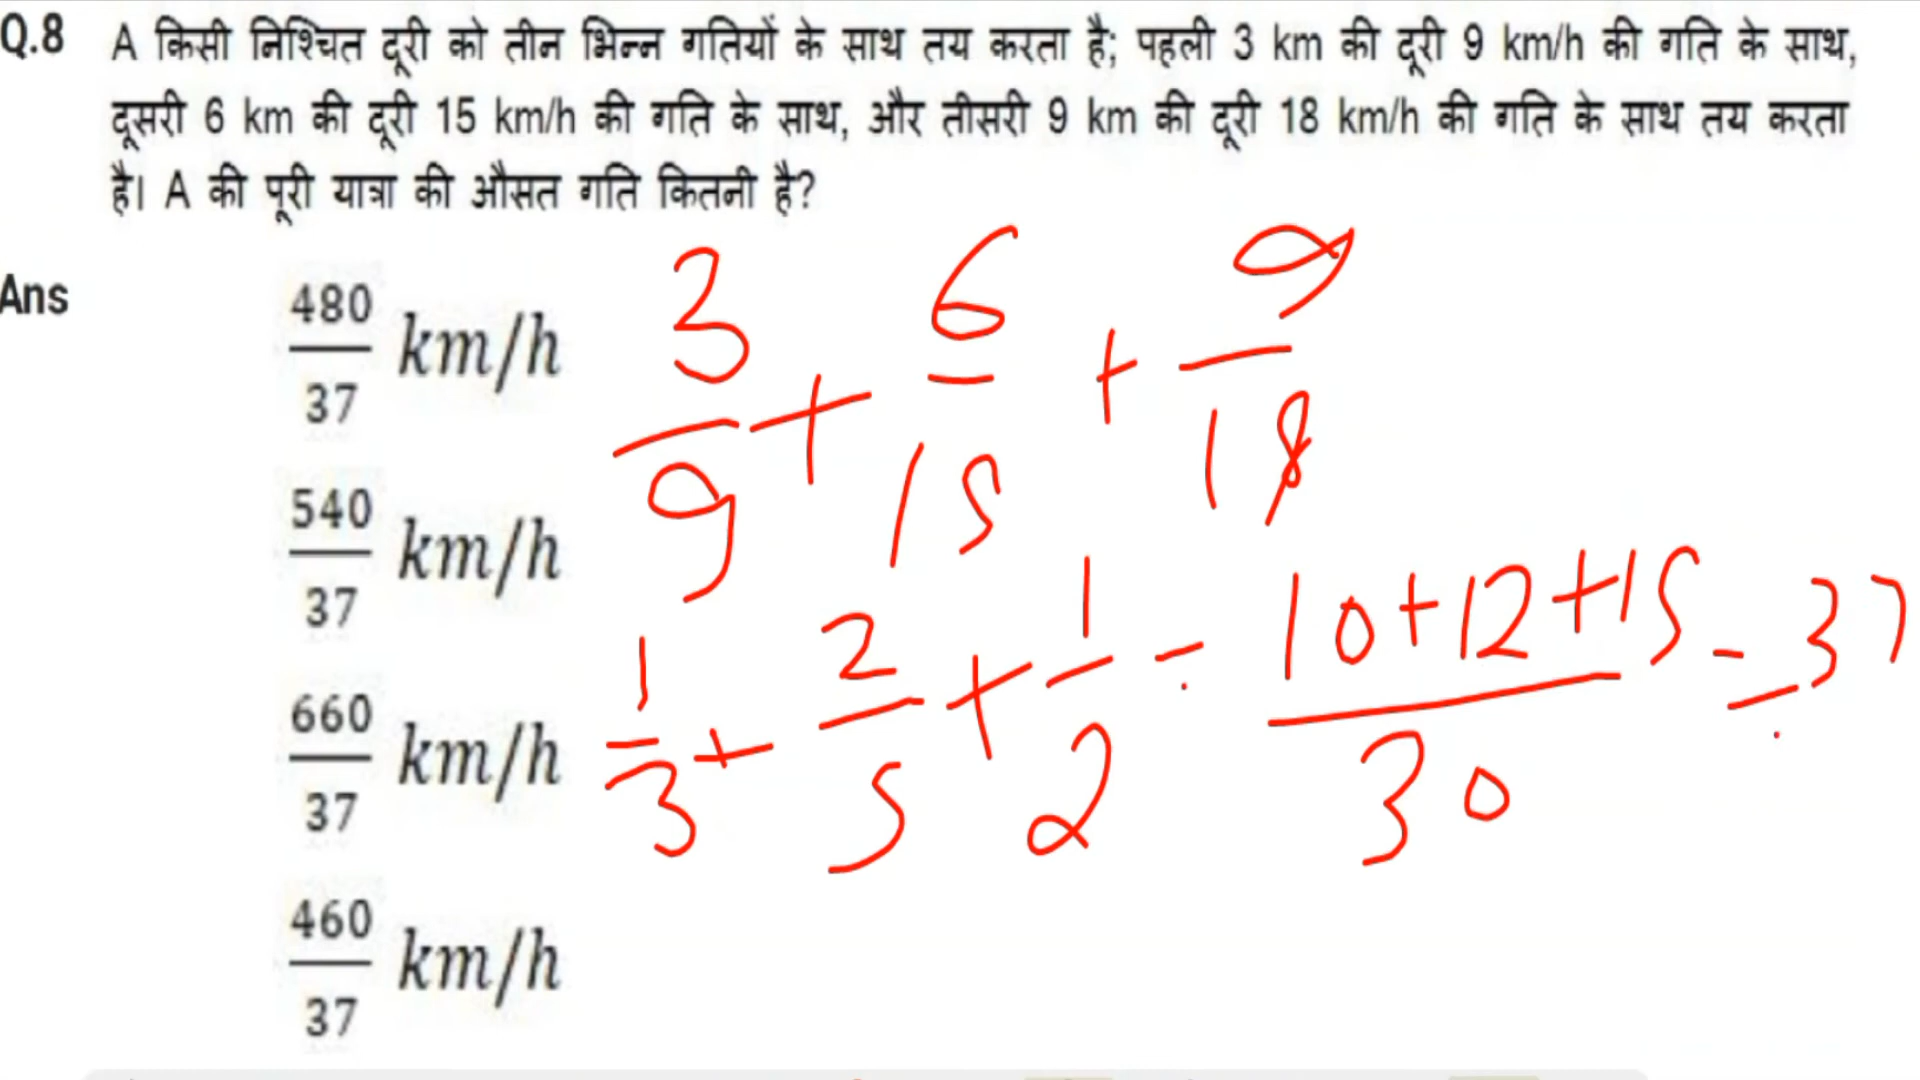 Q.8 A किसी निश्चित दूरी को तीन भिन्न गतियों के साथ तय करता है; पहली 3 km की दूरी 9 km/h की गति के साथ,
दूसरी 6 km की दूरी 15 km/h की गति के साथ, और तीसरी 9 km की दूरी 18 km/h की गति के साथ तय करता
है। A की पूरी यात्रा की औसत गति कितनी है?
Ans
480/37 km/h
540/37 km/h
660/37 km/h
460/37 km/h
3/9 + 6/15 + 9/18
1/3 + 2/5 + 1/2 = 10+12+15/30 = 37